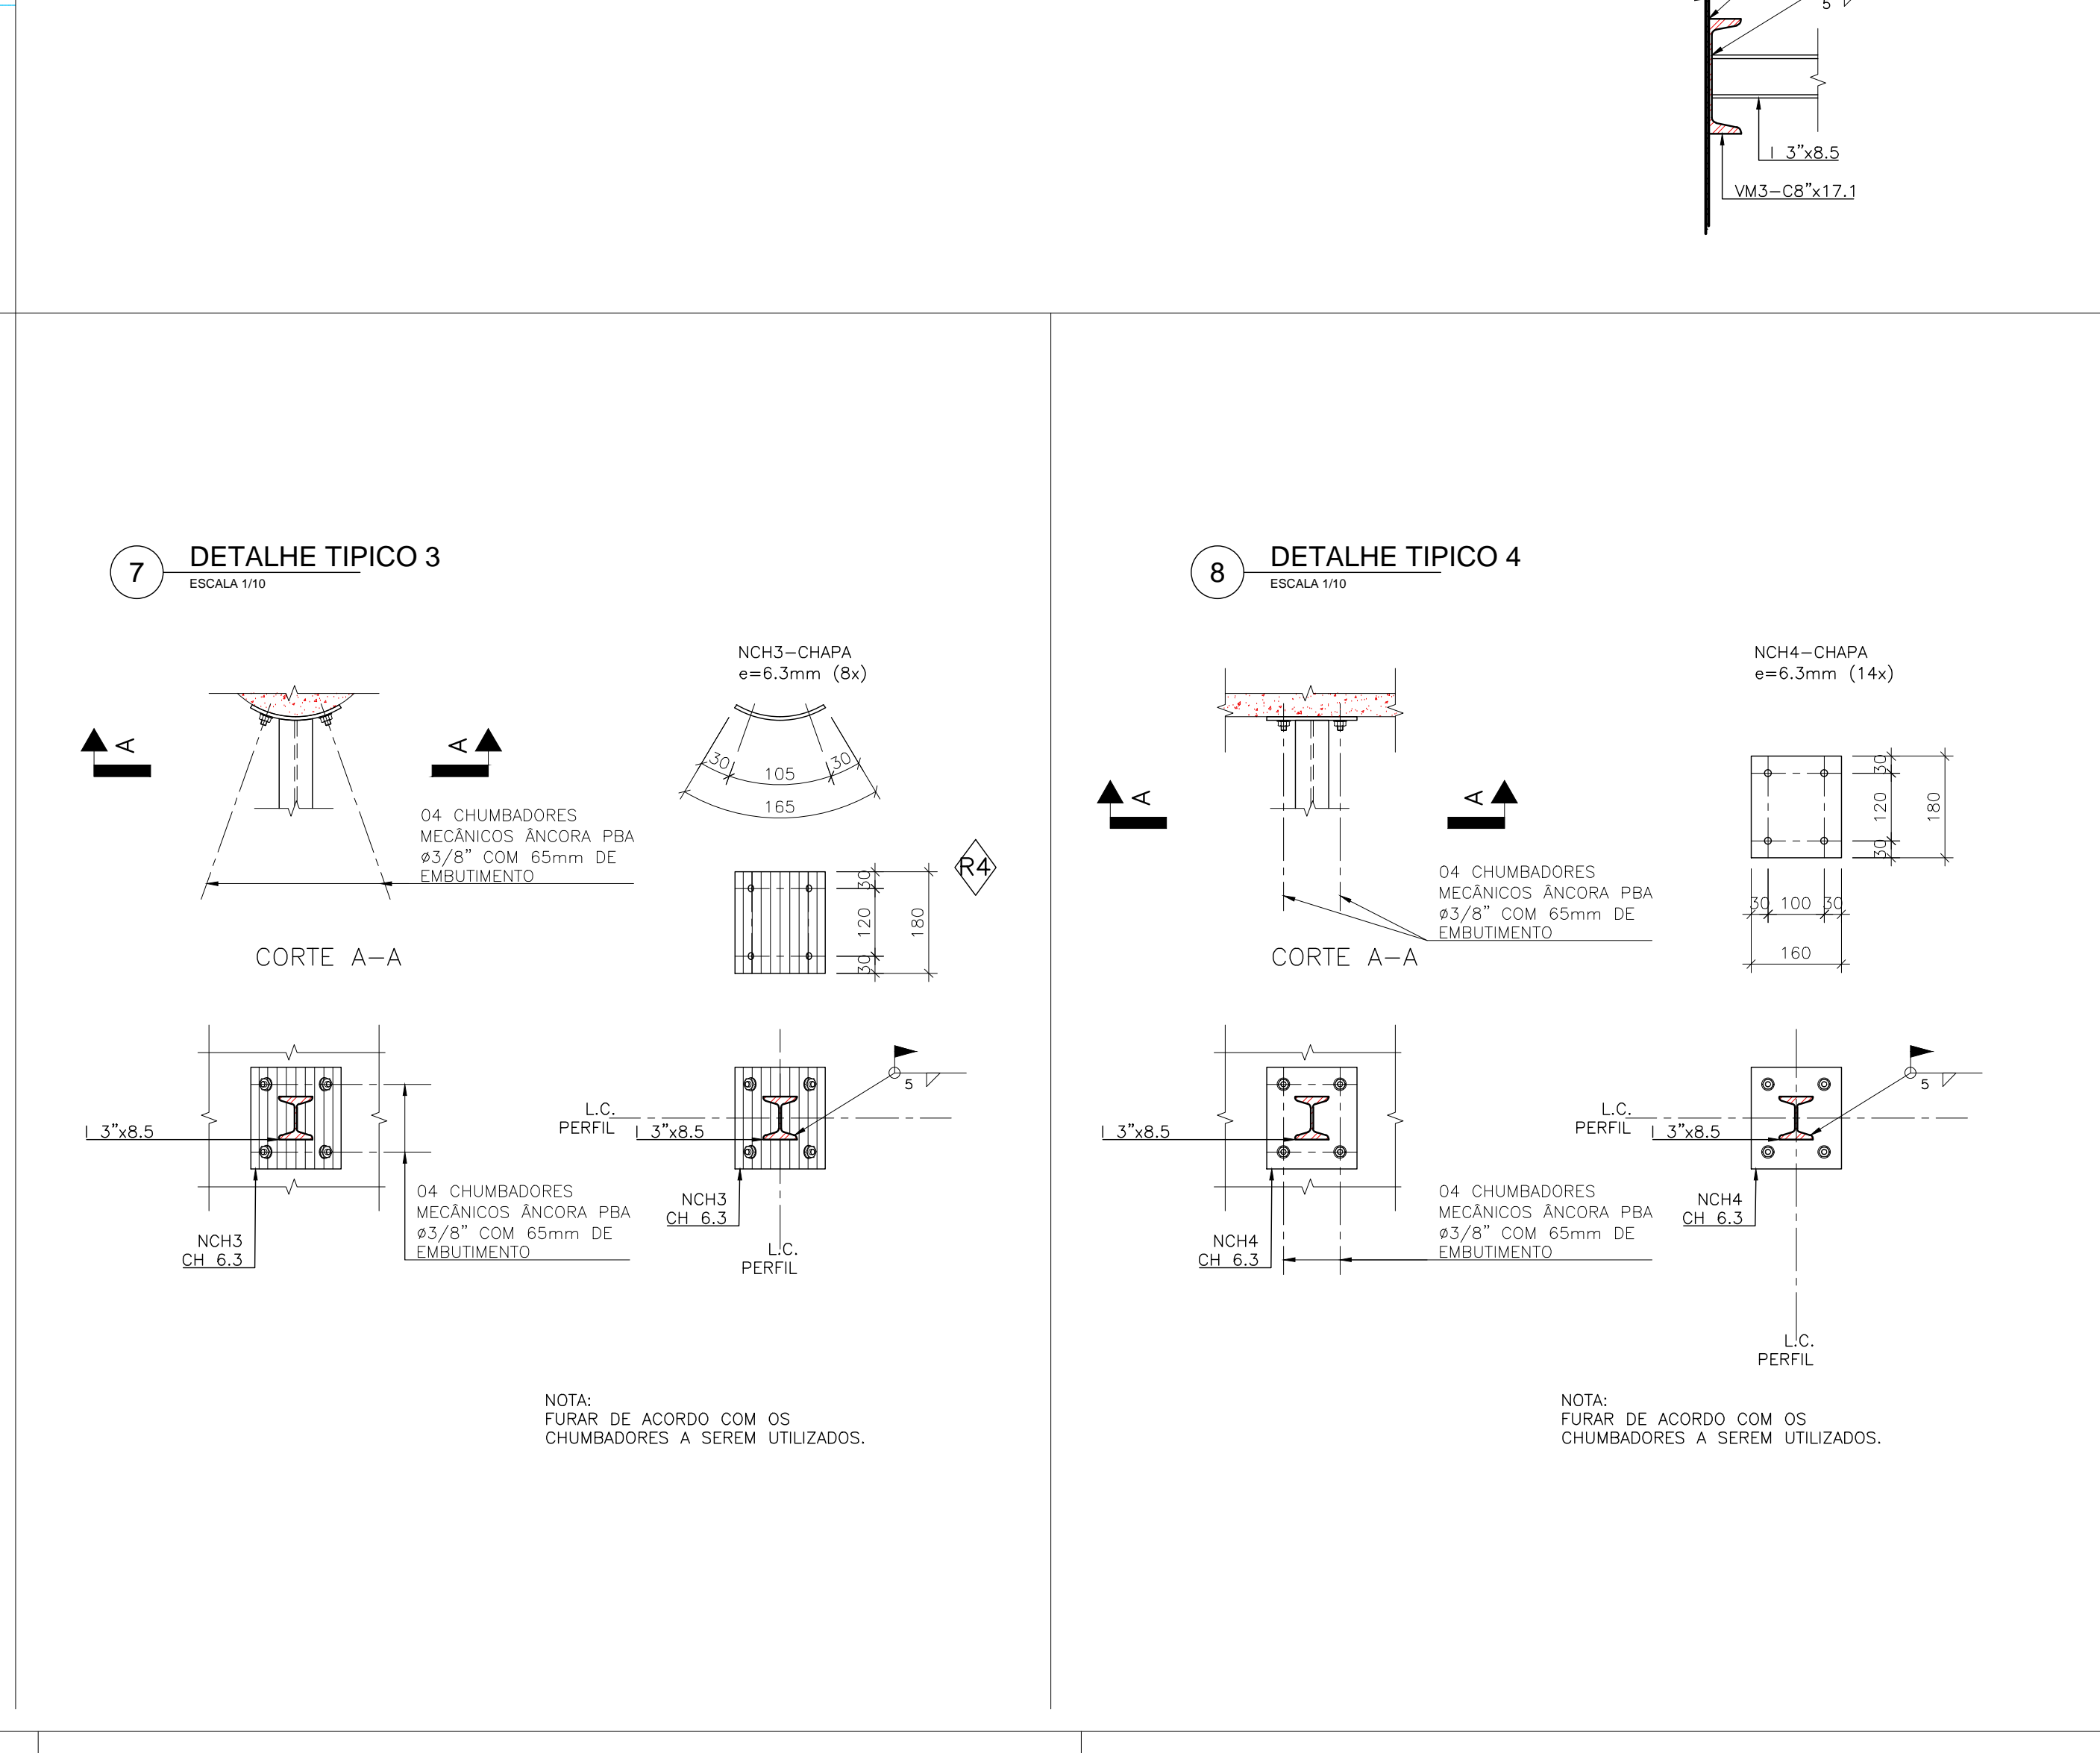 5
I 3"x8.5
VM3-C8"x17.1
7
DETALHE TIPICO 3
ESCALA 1/10
NCH3-CHAPA
e=6.3mm (8x)
A
A
30
105
30
165
04 CHUMBADORES
MECÂNICOS ÂNCORA PBA
ø3/8" COM 65mm DE
EMBUTIMENTO
R4
30
120
30
180
CORTE A-A
I 3"x8.5
NCH3
CH 6.3
04 CHUMBADORES
MECÂNICOS ÂNCORA PBA
ø3/8" COM 65mm DE
EMBUTIMENTO
5
L.C.
PERFIL
I 3"x8.5
NCH3
CH 6.3
L.C.
PERFIL
NOTA:
FURAR DE ACORDO COM OS
CHUMBADORES A SEREM UTILIZADOS.
8
DETALHE TIPICO 4
ESCALA 1/10
NCH4-CHAPA
e=6.3mm (14x)
A
A
30
120
30
180
30 100 30
160
04 CHUMBADORES
MECÂNICOS ÂNCORA PBA
ø3/8" COM 65mm DE
EMBUTIMENTO
CORTE A-A
I 3"x8.5
NCH4
CH 6.3
04 CHUMBADORES
MECÂNICOS ÂNCORA PBA
ø3/8" COM 65mm DE
EMBUTIMENTO
5
L.C.
PERFIL
I 3"x8.5
NCH4
CH 6.3
L.C.
PERFIL
NOTA:
FURAR DE ACORDO COM OS
CHUMBADORES A SEREM UTILIZADOS.